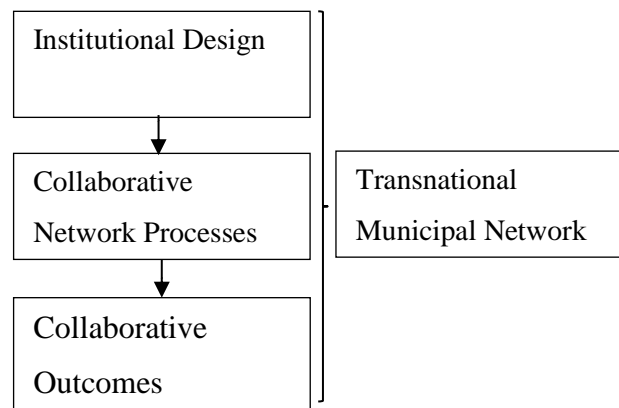 Institutional Design
Collaborative
Network Processes
Transnational
Municipal Network
Collaborative
Outcomes